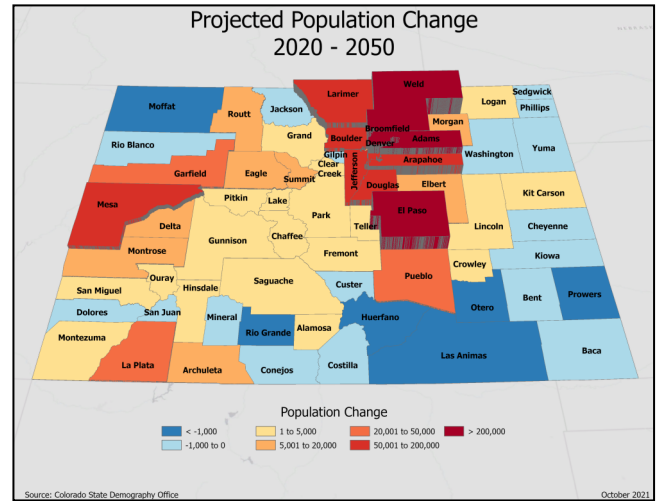 Projected Population Change
2020 - 2050
NEBRASKA
Moffat
Routt
Jackson
Larimer
Weld
Logan
Sedgwick
Phillips
Rio Blanco
Grand
Boulder
Broomfield
Morgan
Washington
Yuma
Gilpin
Denver
Adams
Garfield
Eagle
Summit
Clear
Creek
Jefferson
Arapahoe
Mesa
Pitkin
Lake
Park
Douglas
Elbert
Kit Carson
Delta
Gunnison
Chaffee
Teller
El Paso
Lincoln
Cheyenne
Montrose
Fremont
Kiowa
Ouray
San Miguel
Hinsdale
Saguache
Custer
Pueblo
Crowley
Otero
Bent
Prowers
Dolores
San Juan
Mineral
Rio Grande
Alamosa
Huerfano
Montezuma
La Plata
Archuleta
Conejos
Costilla
Las Animas
Baca
Population Change
< -1,000
1 to 5,000
20,001 to 50,000
> 200,000
-1,000 to 0
5,001 to 20,000
50,001 to 200,000
Source: Colorado State Demography Office
October 2021